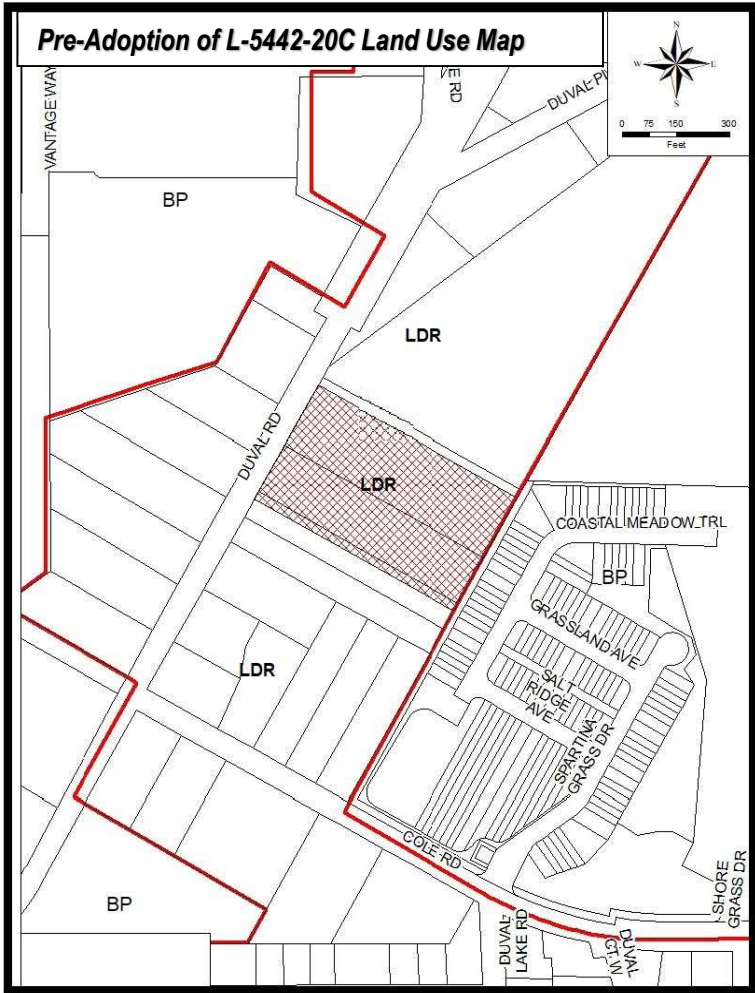 Pre-Adoption of L-5442-20C Land Use Map
N
W E
S
0 75 150 300
Feet
VANTAGE WAY
E RD
DUVAL
BP
LDR
DUVAL RD
LDR
COASTAL MEADOW TRL
BP
GRASSLAND AVE
LDR
SALT
RIDGE
AVE
SPARTINA
GRASS DR
COLE RD
BP
DUVAL
LAKE RD
DUVAL
CT W
SHORE
GRASS DR